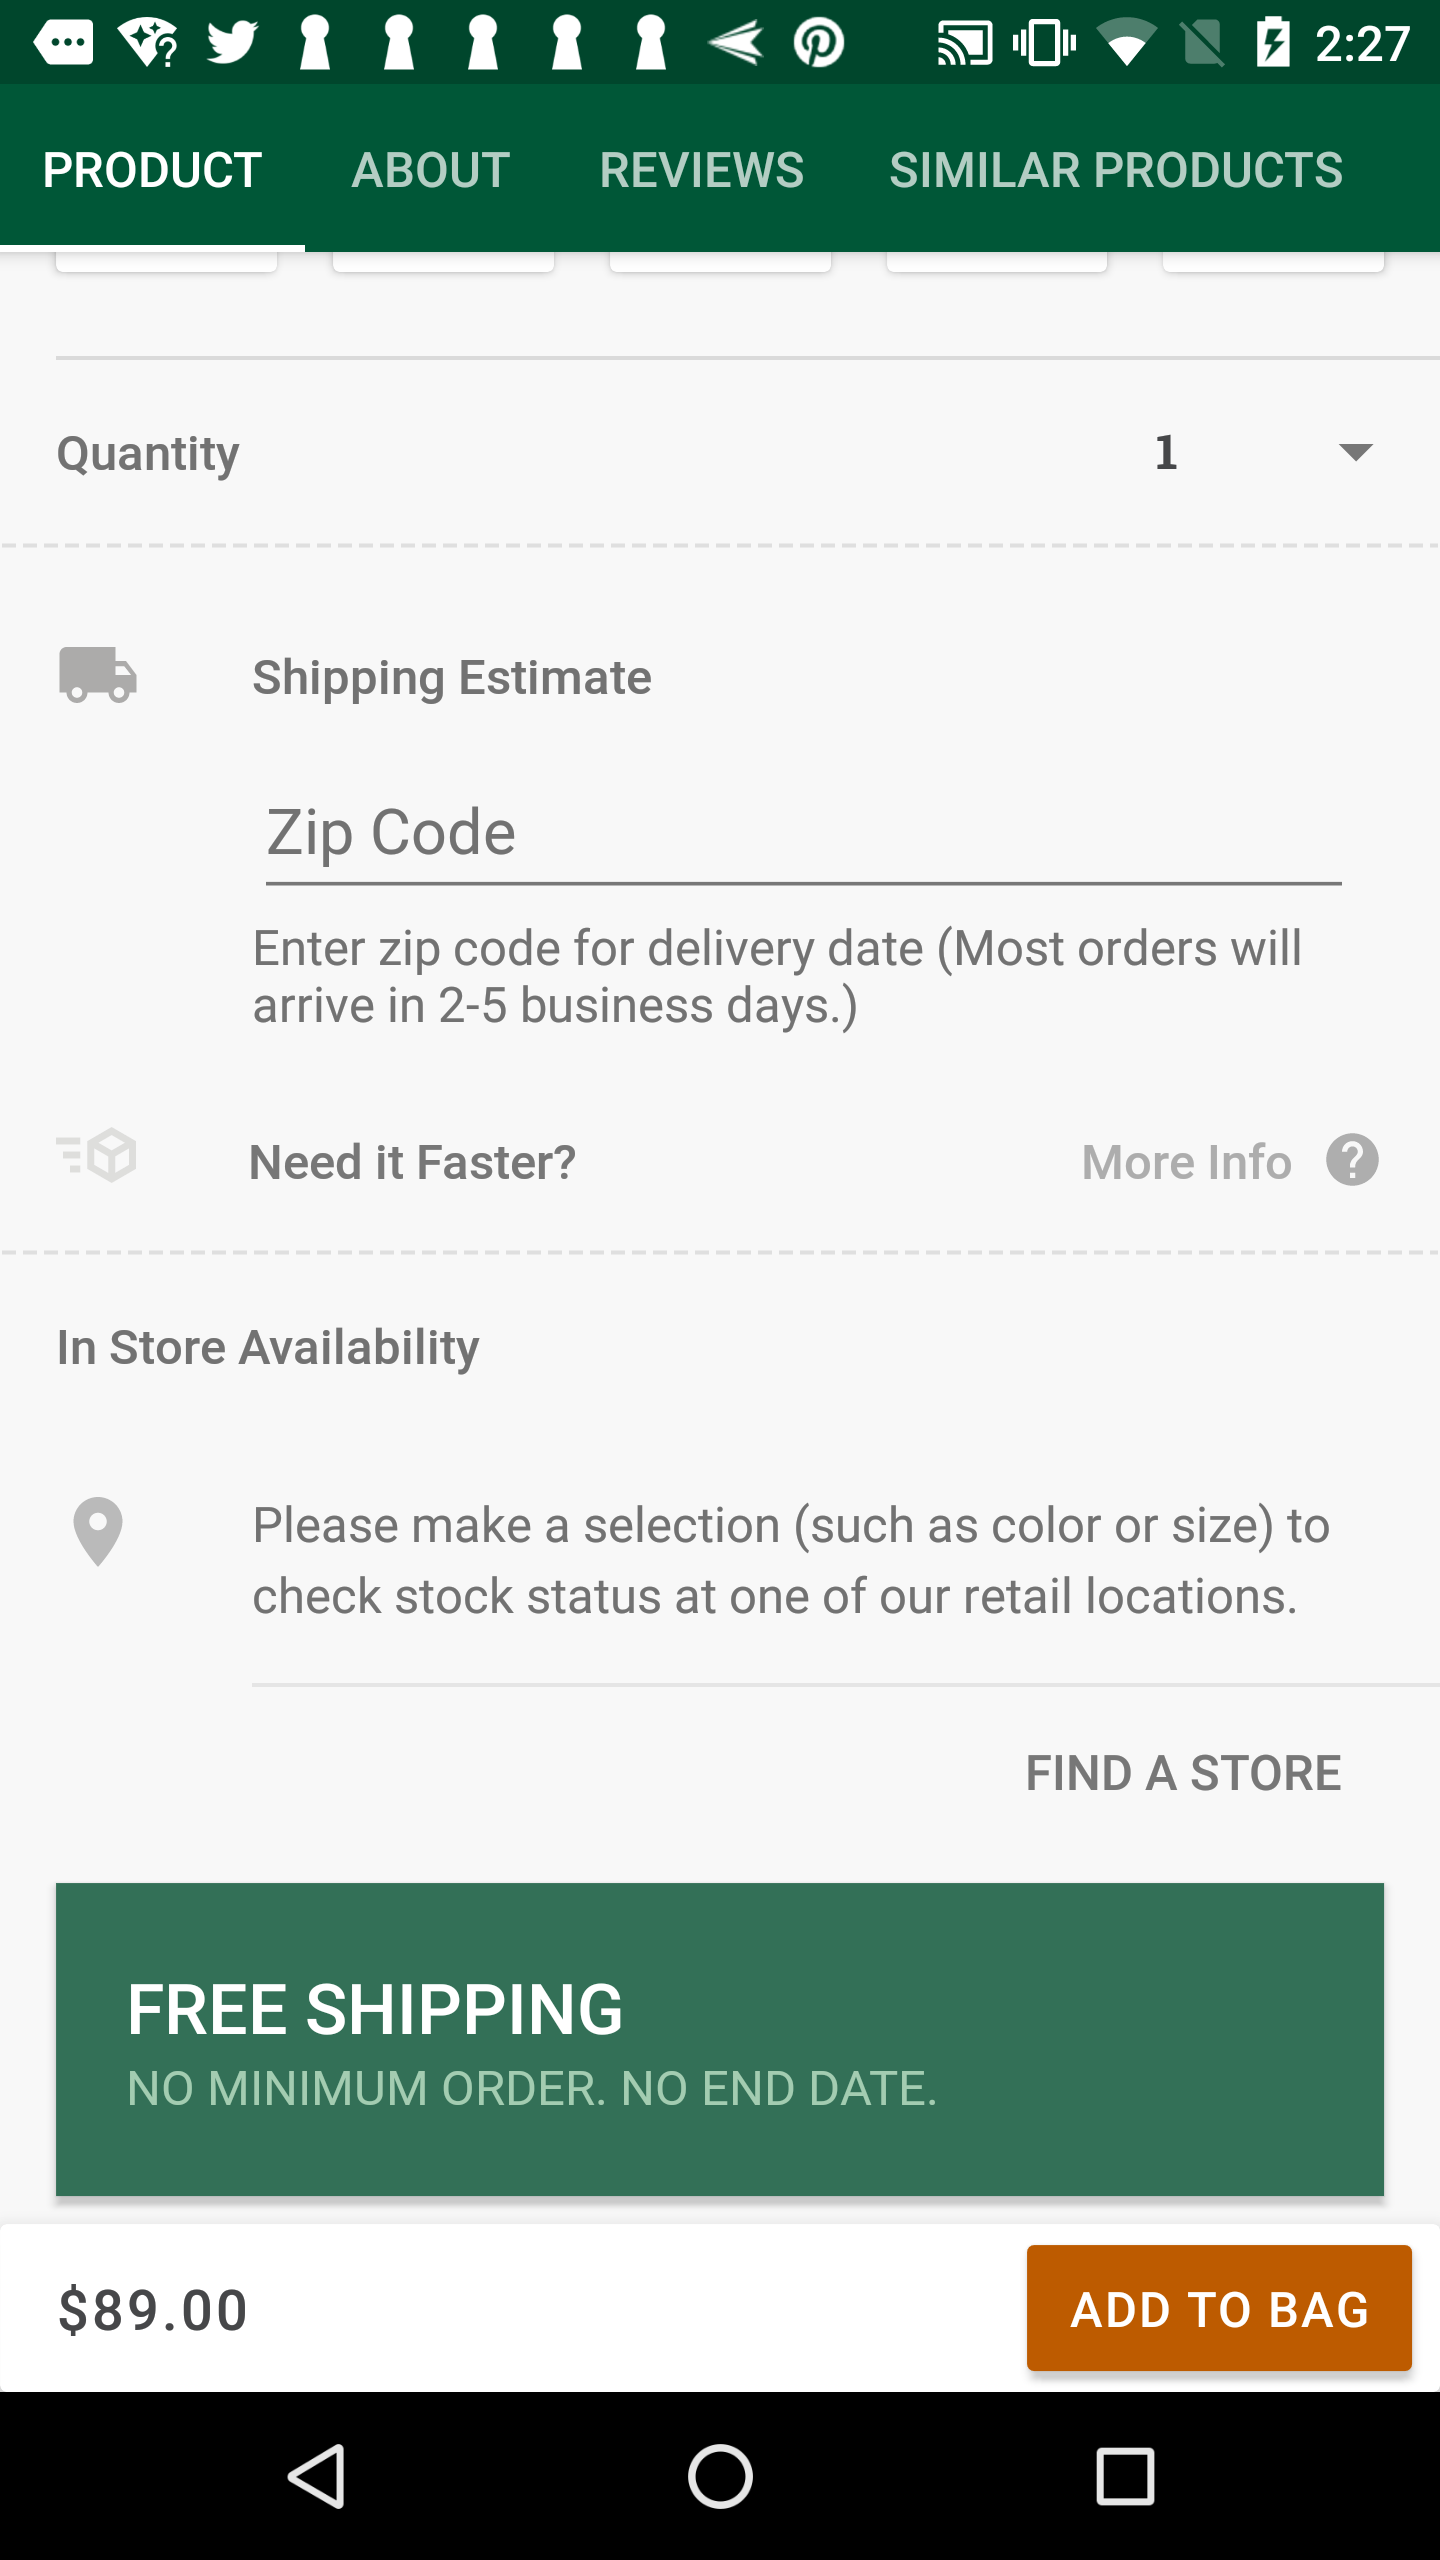 2:27
PRODUCT ABOUT REVIEWS SIMILAR PRODUCTS
Quantity 1
Shipping Estimate
Zip Code
Enter zip code for delivery date (Most orders will
arrive in 2-5 business days.)
Need it Faster? More Info
In Store Availability
Please make a selection (such as color or size) to
check stock status at one of our retail locations.
FIND A STORE
FREE SHIPPING
NO MINIMUM ORDER. NO END DATE.
$89.00 ADD TO BAG